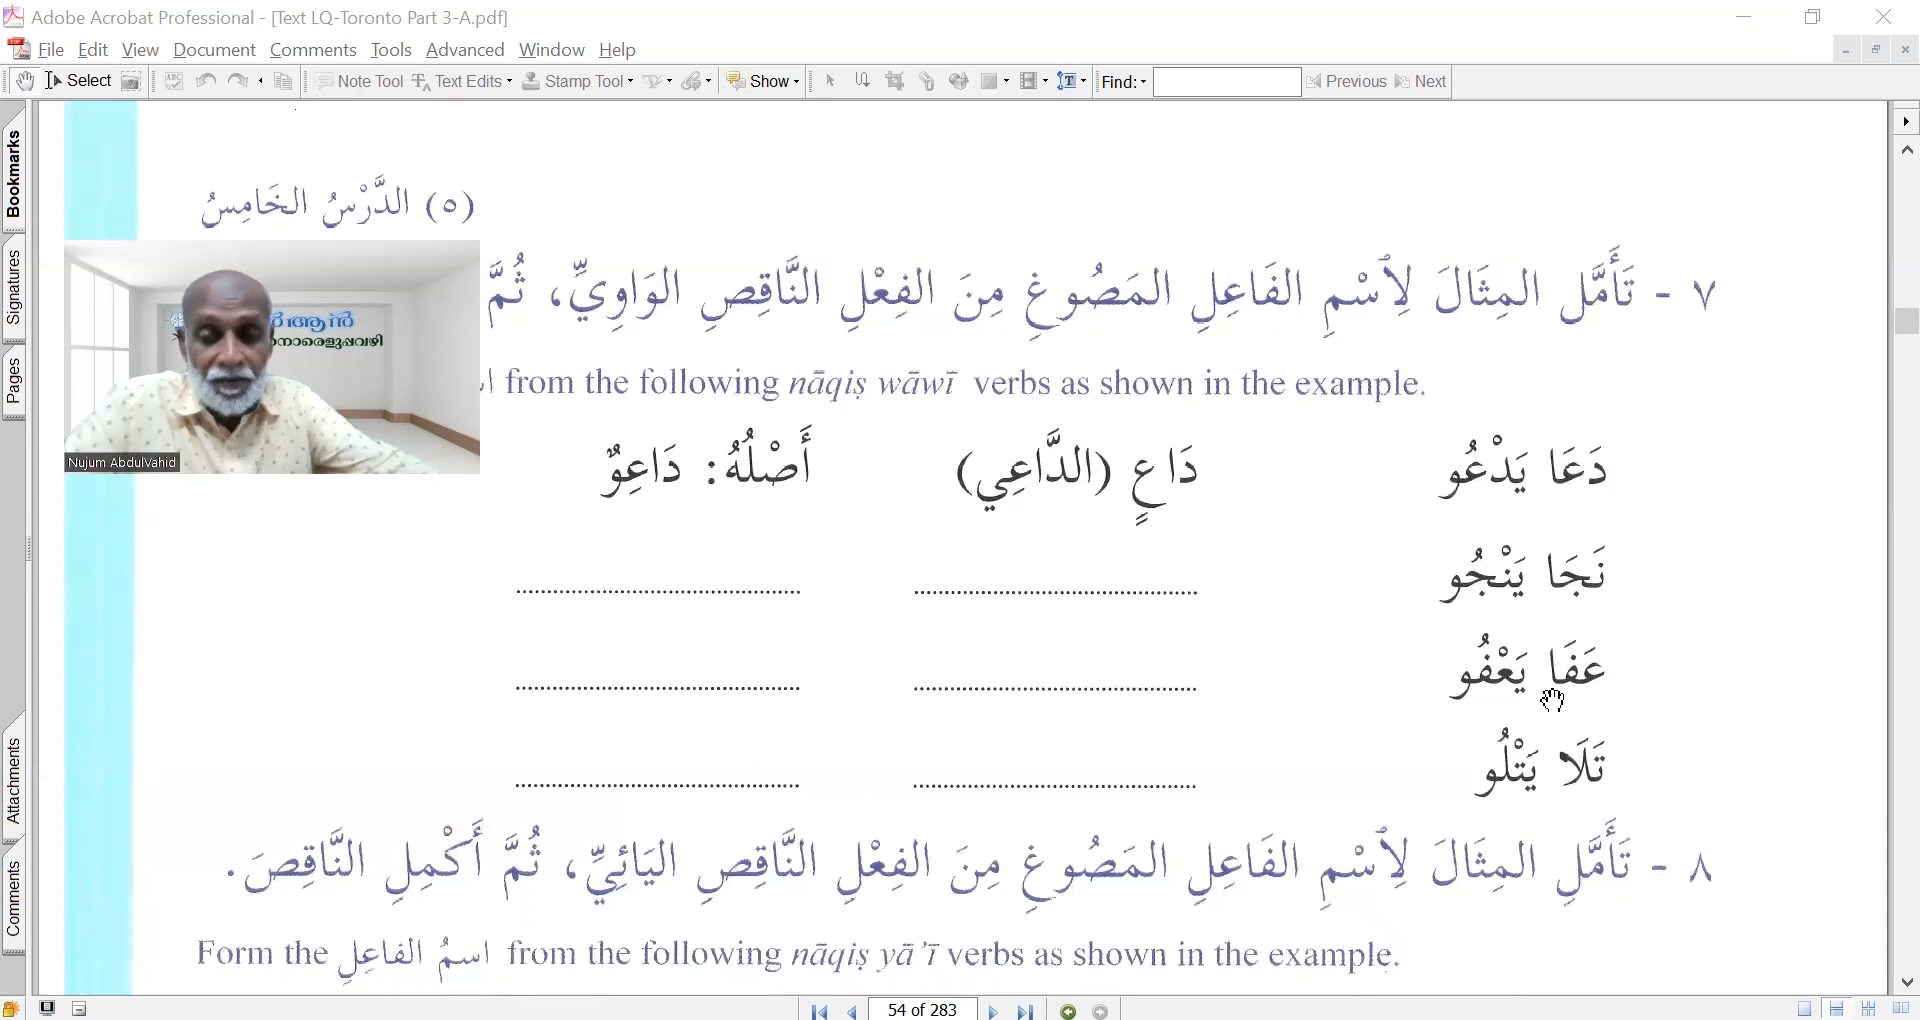 Adobe Acrobat Professional - [Text LQ-Toronto Part 3-A.pdf]
File Edit View Document Comments Tools Advanced Window Help
Select Note Tool Text Edits Stamp Tool Show Find: Previous Next
Bookmarks
Signatures
Pages
Attachments
Comments
(٥) الدَّرْسُ الخَامِسُ
٧ - تَأَمَّلِ المِثَالَ لِٱسْمِ الفَاعِلِ المَصُوغِ مِنَ الفِعْلِ النَّاقِصِ الوَاوِيِّ، ثُمَّ
from the following nāqiṣ wāwī verbs as shown in the example.
നോരെളുപ്പവഴി
Nujum AbdulVahid
دَعَا يَدْعُو دَاعٍ (الدَّاعِي) أَصْلُهُ: دَاعِوٌ
نَجَا يَنْجُو ........................ ........................
عَفَا يَعْفُو ........................ ........................
تَلَا يَتْلُو ........................ ........................
٨ - تَأَمَّلِ المِثَالَ لِٱسْمِ الفَاعِلِ المَصُوغِ مِنَ الفِعْلِ النَّاقِصِ اليَائِيِّ، ثُمَّ أَكْمِلِ النَّاقِصَ.
Form the اسمُ الفاعِلِ from the following nāqiṣ yā’ī verbs as shown in the example.
54 of 283